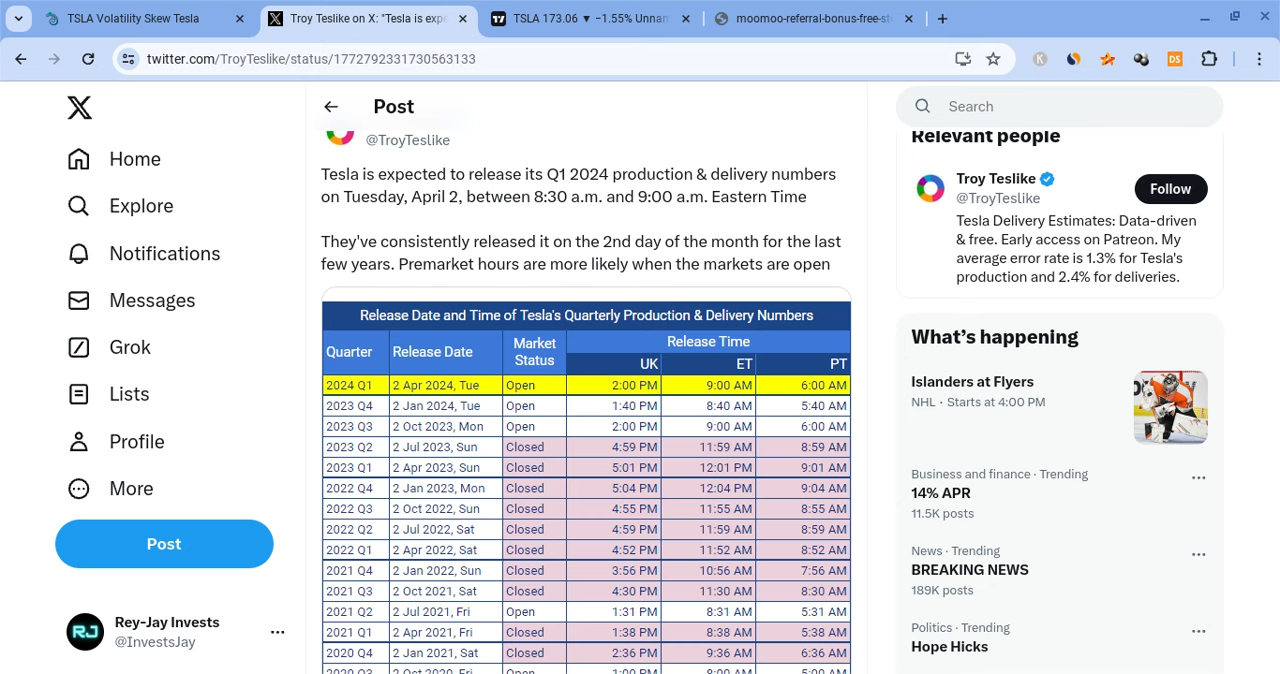 TSLA Volatility Skew Tesla
Troy Teslike on X: "Tesla is expe
TSLA 173.06 ▼ −1.55% Unnam
moomoo-referral-bonus-free-st
twitter.com/TroyTeslike/status/1772792331730563133
K
DS
Home
Explore
Notifications
Messages
Grok
Lists
Profile
More
Post
RJ
Rey-Jay Invests
@InvestsJay
Post
@TroyTeslike
Tesla is expected to release its Q1 2024 production & delivery numbers
on Tuesday, April 2, between 8:30 a.m. and 9:00 a.m. Eastern Time
They've consistently released it on the 2nd day of the month for the last
few years. Premarket hours are more likely when the markets are open
Release Date and Time of Tesla's Quarterly Production & Delivery Numbers
Quarter Release Date Market Status Release Time
UK ET PT
2024 Q1 2 Apr 2024, Tue Open 2:00 PM 9:00 AM 6:00 AM
2023 Q4 2 Jan 2024, Tue Open 1:40 PM 8:40 AM 5:40 AM
2023 Q3 2 Oct 2023, Mon Open 2:00 PM 9:00 AM 6:00 AM
2023 Q2 2 Jul 2023, Sun Closed 4:59 PM 11:59 AM 8:59 AM
2023 Q1 2 Apr 2023, Sun Closed 5:01 PM 12:01 PM 9:01 AM
2022 Q4 2 Jan 2023, Mon Closed 5:04 PM 12:04 PM 9:04 AM
2022 Q3 2 Oct 2022, Sun Closed 4:55 PM 11:55 AM 8:55 AM
2022 Q2 2 Jul 2022, Sat Closed 4:59 PM 11:59 AM 8:59 AM
2022 Q1 2 Apr 2022, Sat Closed 4:52 PM 11:52 AM 8:52 AM
2021 Q4 2 Jan 2022, Sun Closed 3:56 PM 10:56 AM 7:56 AM
2021 Q3 2 Oct 2021, Sat Closed 4:30 PM 11:30 AM 8:30 AM
2021 Q2 2 Jul 2021, Fri Open 1:31 PM 8:31 AM 5:31 AM
2021 Q1 2 Apr 2021, Fri Closed 1:38 PM 8:38 AM 5:38 AM
2020 Q4 2 Jan 2021, Sat Closed 2:36 PM 9:36 AM 6:36 AM
2020 Q3 2 Oct 2020, Fri Open 1:00 PM 8:00 AM 5:00 AM
Search
Relevant people
Troy Teslike
@TroyTeslike
Follow
Tesla Delivery Estimates: Data-driven
& free. Early access on Patreon. My
average error rate is 1.3% for Tesla's
production and 2.4% for deliveries.
What's happening
Islanders at Flyers
NHL · Starts at 4:00 PM
Business and finance · Trending
14% APR
11.5K posts
News · Trending
BREAKING NEWS
189K posts
Politics · Trending
Hope Hicks